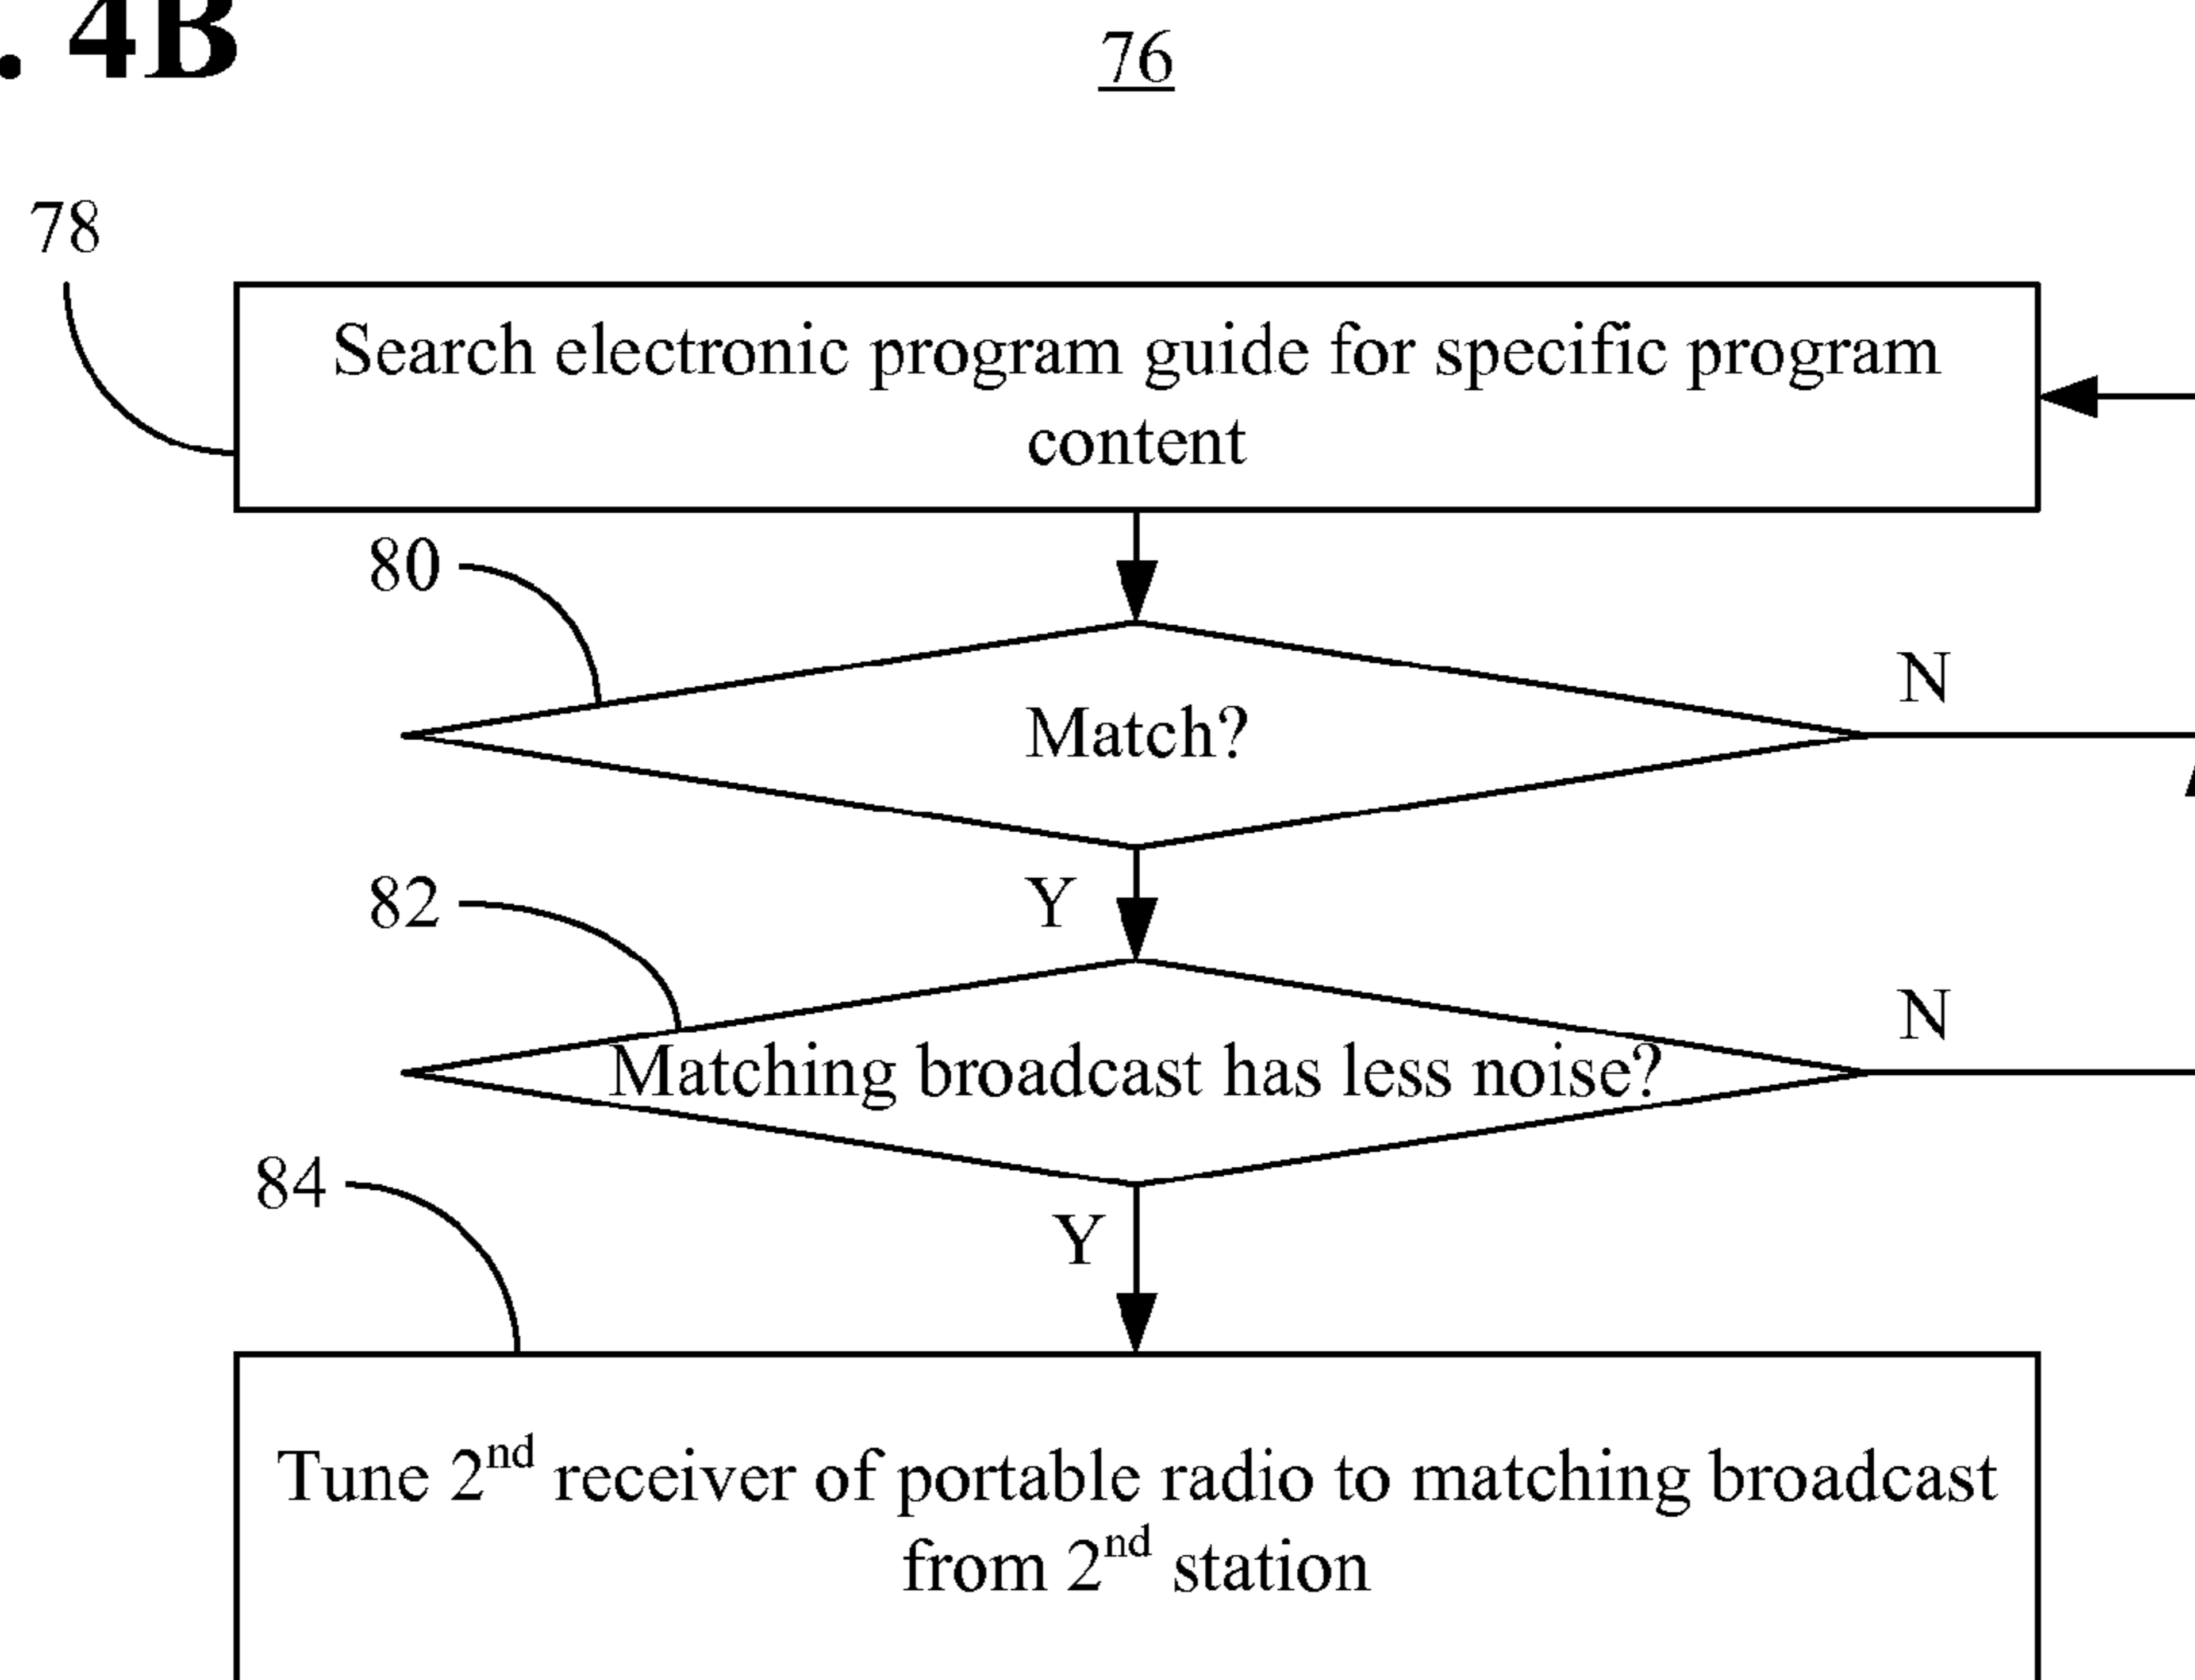 . 4B
76
78
Search electronic program guide for specific program
content
80
Match?
N
Y
82
Matching broadcast has less noise?
N
Y
84
Tune 2nd receiver of portable radio to matching broadcast
from 2nd station